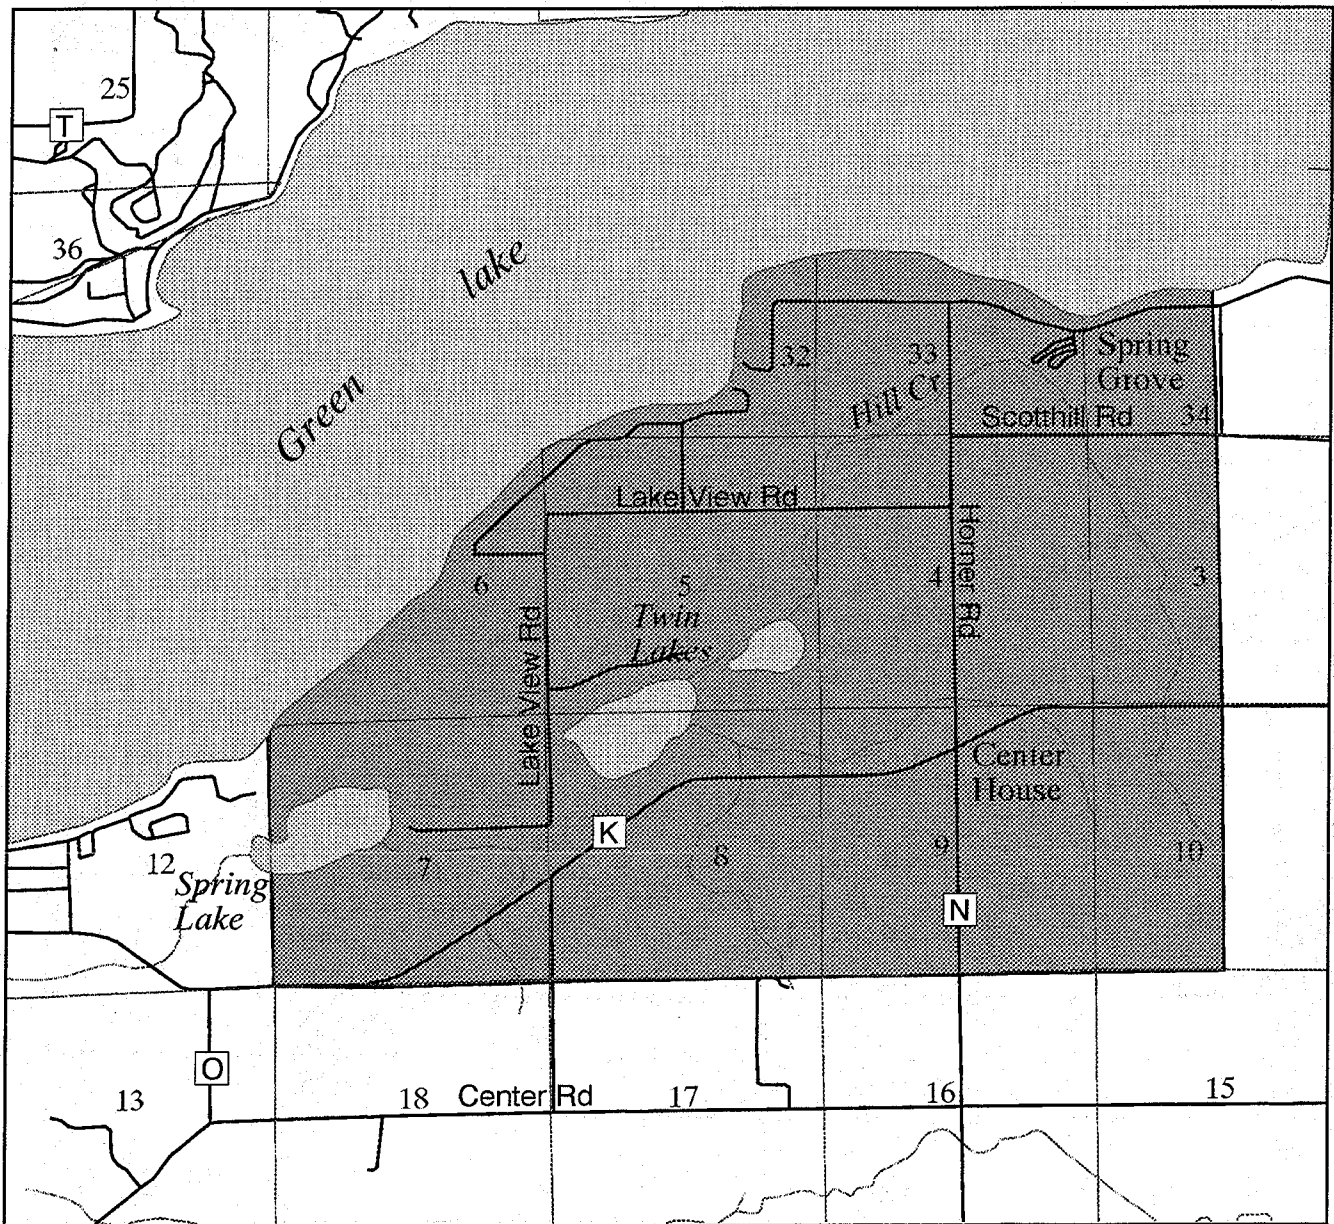 25
T
36
lake
Green
32
33
Spring
Grove
Hill Cr
Scotthill Rd
34
Lake View Rd
Horner Rd
6
5
4
3
Twin
Lakes
Lake View Rd
Center
House
K
12
7
8
9
10
Spring
Lake
N
O
13
18
Center Rd
17
16
15